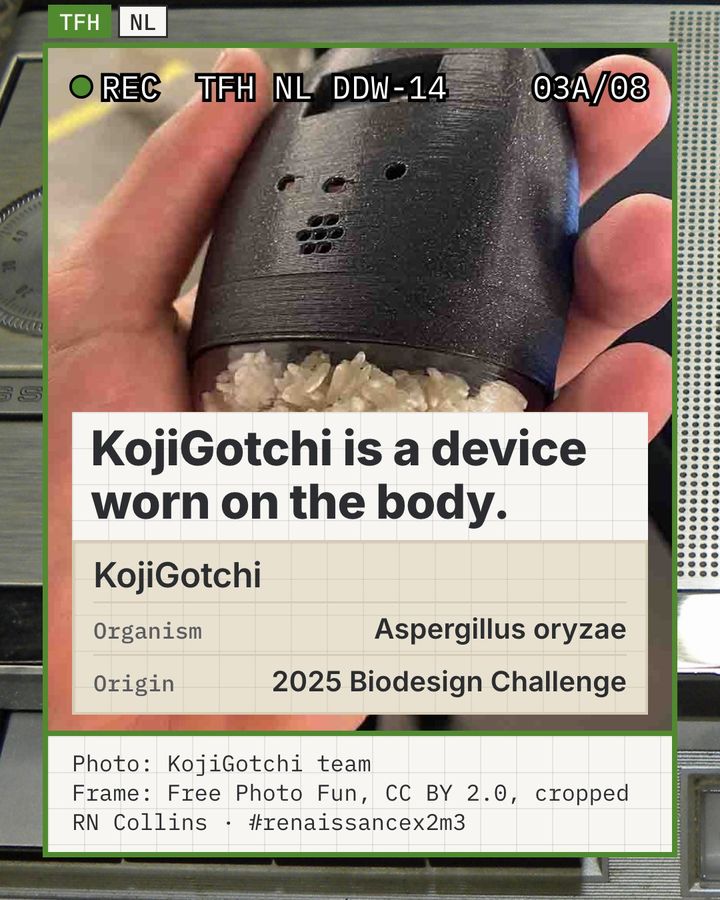 TFH NL
REC TFH NL DDW-14 03A/08
KojiGotchi is a device
worn on the body.
KojiGotchi
Organism Aspergillus oryzae
Origin 2025 Biodesign Challenge
Photo: KojiGotchi team
Frame: Free Photo Fun, CC BY 2.0, cropped
RN Collins · #renaissancex2m3